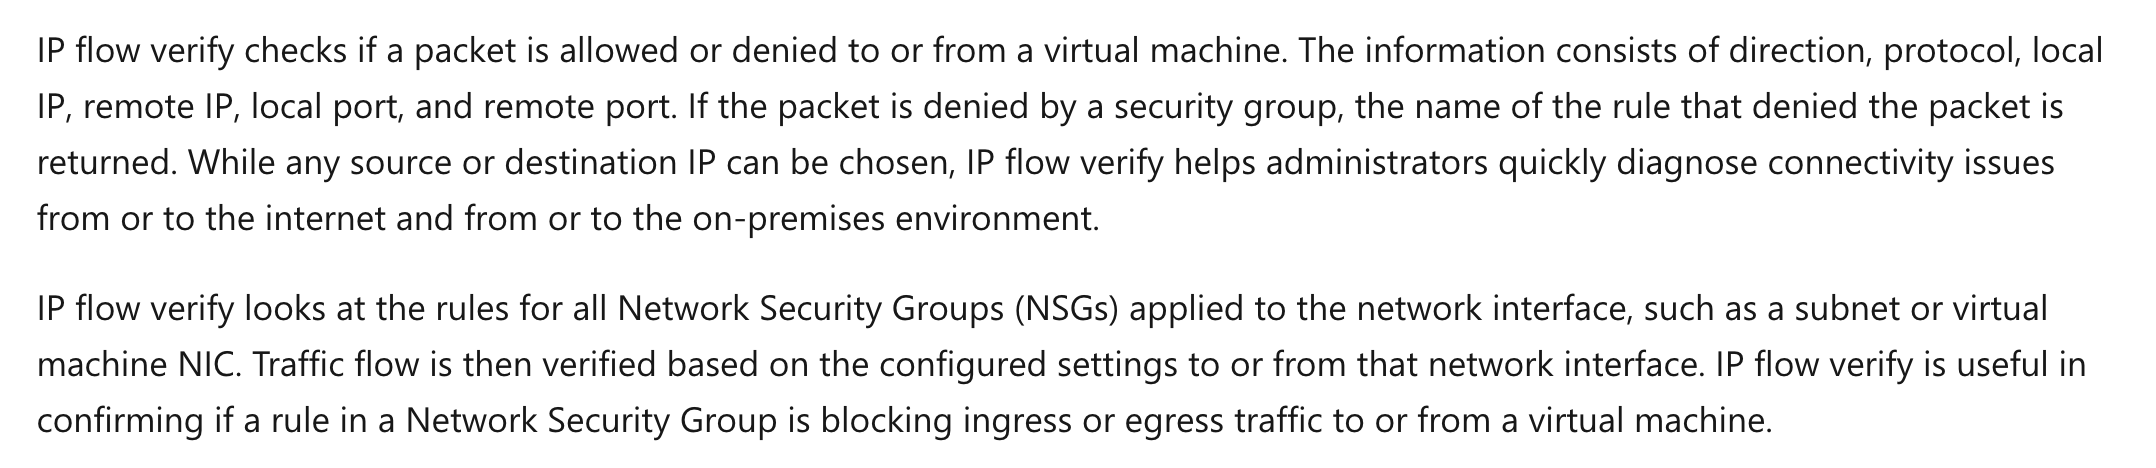 IP flow verify checks if a packet is allowed or denied to or from a virtual machine. The information consists of direction, protocol, local
IP, remote IP, local port, and remote port. If the packet is denied by a security group, the name of the rule that denied the packet is
returned. While any source or destination IP can be chosen, IP flow verify helps administrators quickly diagnose connectivity issues
from or to the internet and from or to the on-premises environment.
IP flow verify looks at the rules for all Network Security Groups (NSGs) applied to the network interface, such as a subnet or virtual
machine NIC. Traffic flow is then verified based on the configured settings to or from that network interface. IP flow verify is useful in
confirming if a rule in a Network Security Group is blocking ingress or egress traffic to or from a virtual machine.